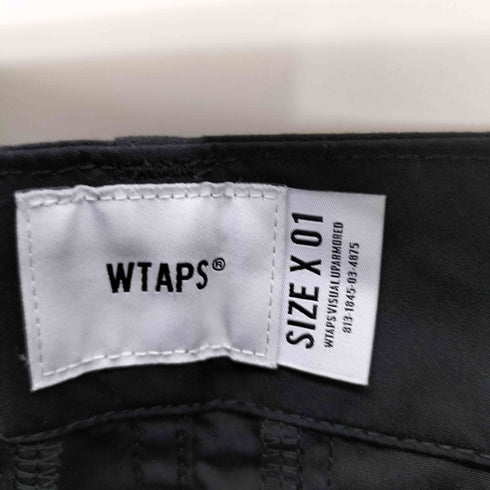 WTAPS®
SIZE X 01
WTAPS VISUAL UPARMORED
813-1845-03-4875